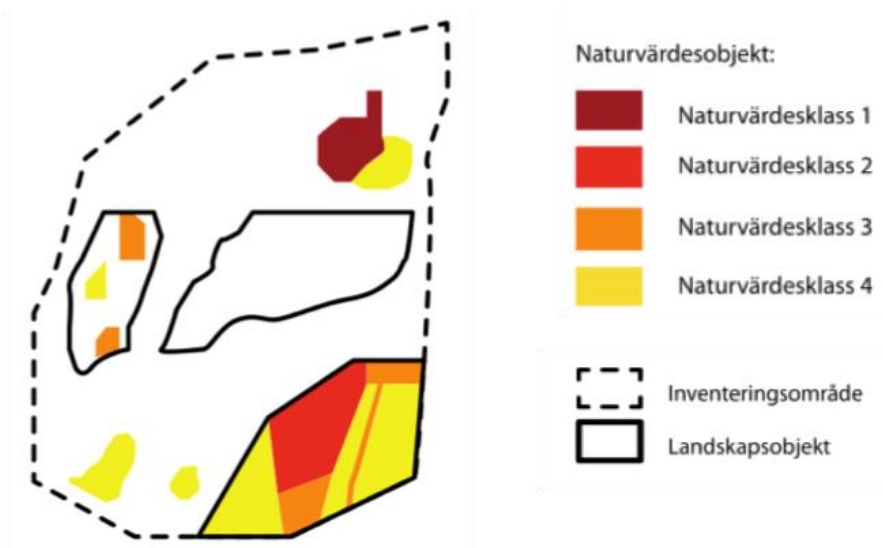 Naturvärdesobjekt:
Naturvärdesklass 1
Naturvärdesklass 2
Naturvärdesklass 3
Naturvärdesklass 4
Inventeringsområde
Landskapsobjekt